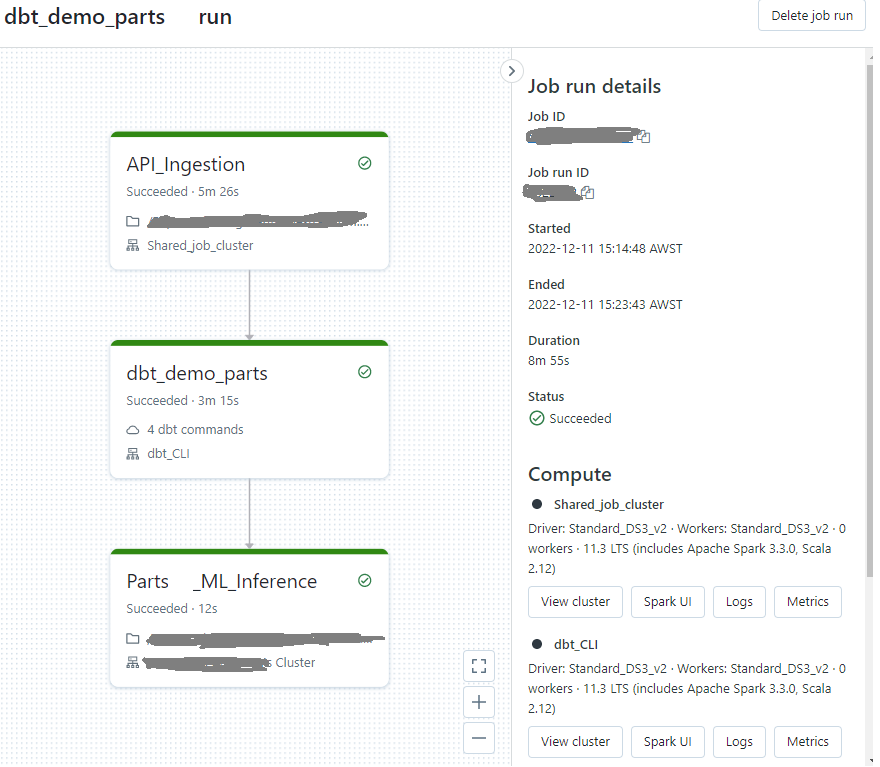 dbt_demo_parts run
Delete job run
API_Ingestion
Succeeded · 5m 26s
Shared_job_cluster
dbt_demo_parts
Succeeded · 3m 15s
4 dbt commands
dbt_CLI
Parts _ML_Inference
Succeeded · 12s
s Cluster
Job run details
Job ID
Job run ID
Started
2022-12-11 15:14:48 AWST
Ended
2022-12-11 15:23:43 AWST
Duration
8m 55s
Status
Succeeded
Compute
Shared_job_cluster
Driver: Standard_DS3_v2 · Workers: Standard_DS3_v2 · 0
workers · 11.3 LTS (includes Apache Spark 3.3.0, Scala
2.12)
View cluster
Spark UI
Logs
Metrics
dbt_CLI
Driver: Standard_DS3_v2 · Workers: Standard_DS3_v2 · 0
workers · 11.3 LTS (includes Apache Spark 3.3.0, Scala
2.12)
View cluster
Spark UI
Logs
Metrics